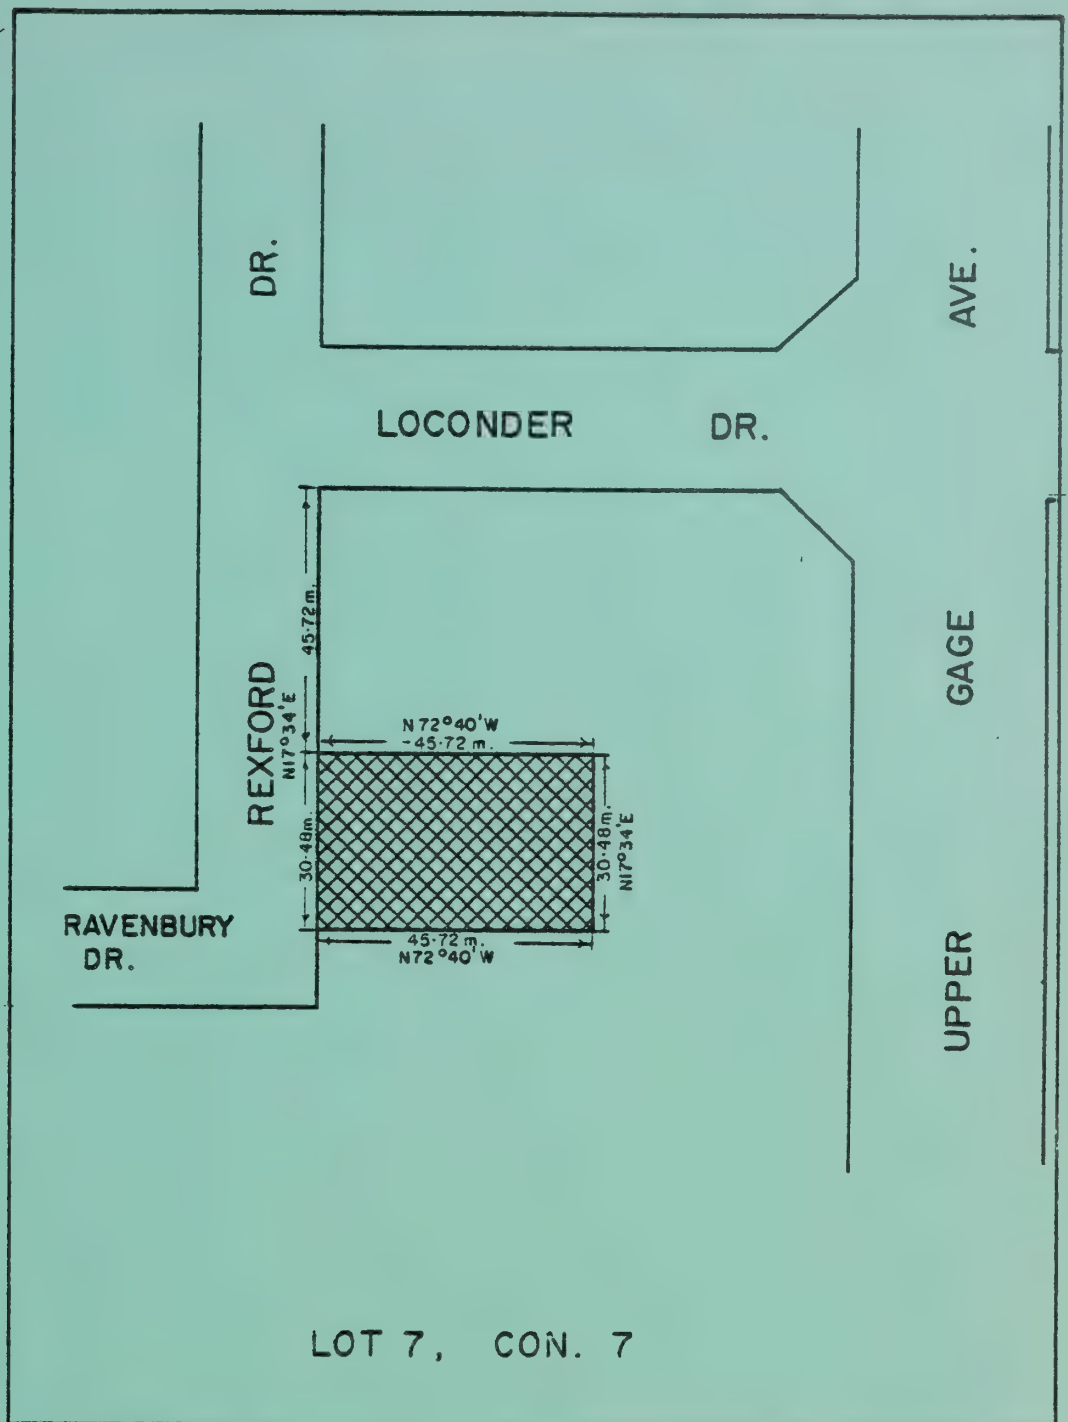 DR.
AVE.
LOCONDER DR.
45·72 m.
REXFORD
N17°34'E
GAGE
N72°40'W
45·72 m.
30·48m.
30·48m.
N17°34'E
RAVENBURY
DR.
45·72 m.
N72°40'W
UPPER
LOT 7, CON. 7